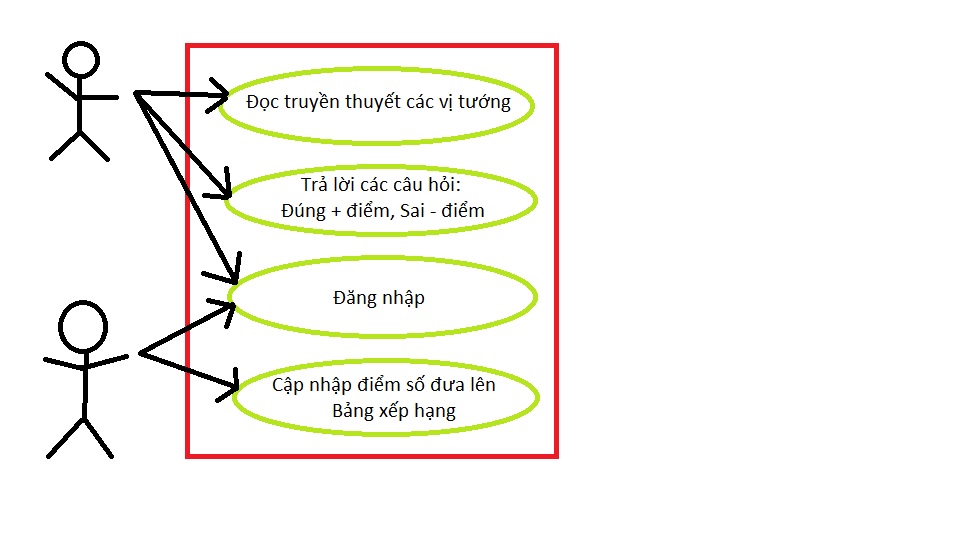 Đọc truyền thuyết các vị tướng
Trả lời các câu hỏi:
Đúng + điểm, Sai - điểm
Đăng nhập
Cập nhập điểm số đưa lên
Bảng xếp hạng